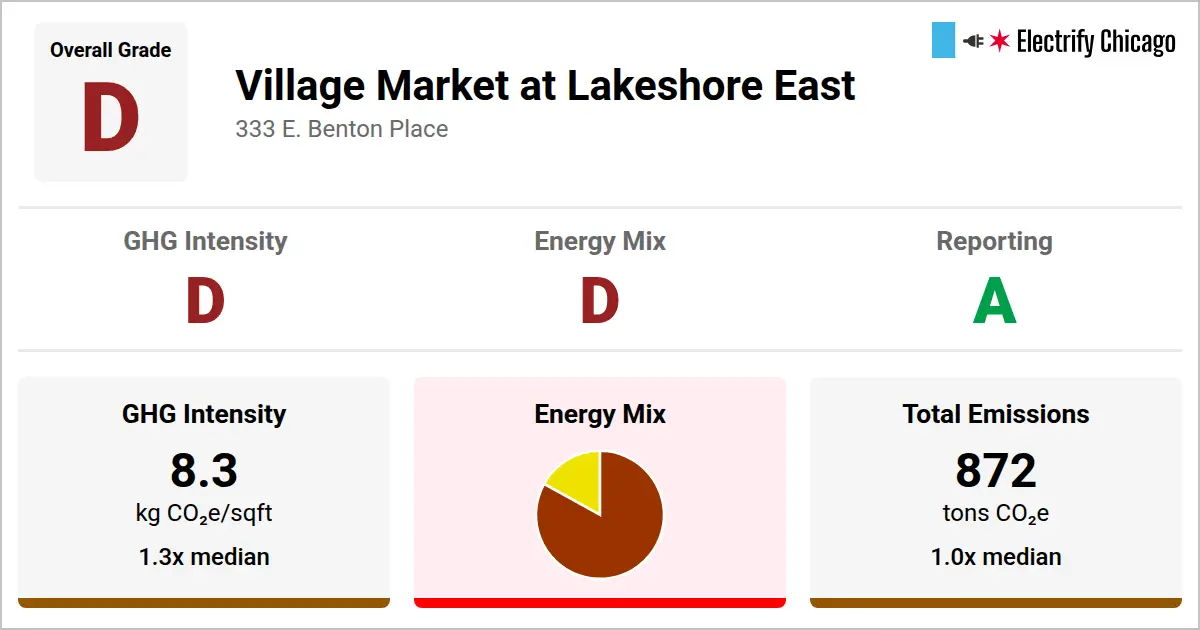 Overall Grade
D
Village Market at Lakeshore East
333 E. Benton Place
Electrify Chicago
GHG Intensity
D
Energy Mix
D
Reporting
A
GHG Intensity
8.3
kg CO₂e/sqft
1.3x median
Energy Mix
Total Emissions
872
tons CO₂e
1.0x median